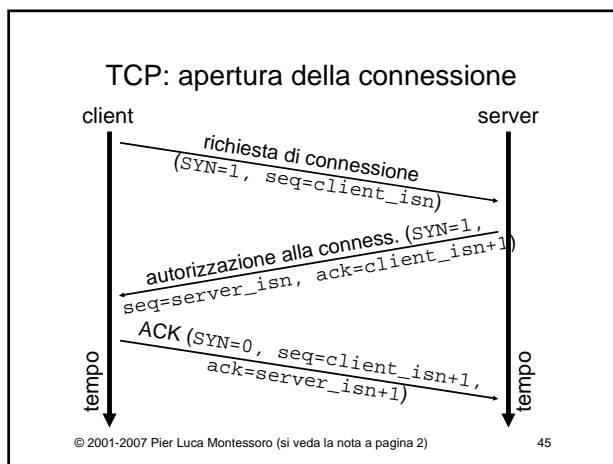 TCP: apertura della connessione
client
server
richiesta di connessione
(SYN=1, seq=client_isn)
autorizzazione alla conness. (SYN=1,
seq=server_isn, ack=client_isn+1)
ACK (SYN=0, seq=client_isn+1,
ack=server_isn+1)
tempo
tempo
© 2001-2007 Pier Luca Montessoro (si veda la nota a pagina 2)
45